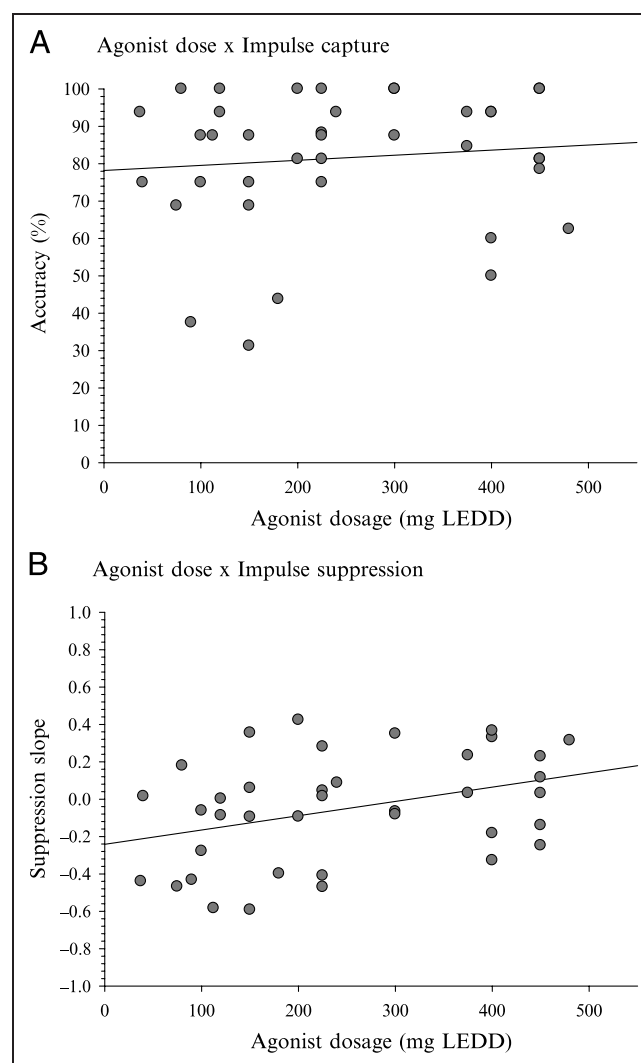 A Agonist dose x Impulse capture
100
90
80
70
60
50
40
30
20
10
0
Accuracy (%)
0 100 200 300 400 500
Agonist dosage (mg LEDD)
B Agonist dose x Impulse suppression
1.0
0.8
0.6
0.4
0.2
0.0
–0.2
–0.4
–0.6
–0.8
–1.0
Suppression slope
0 100 200 300 400 500
Agonist dosage (mg LEDD)